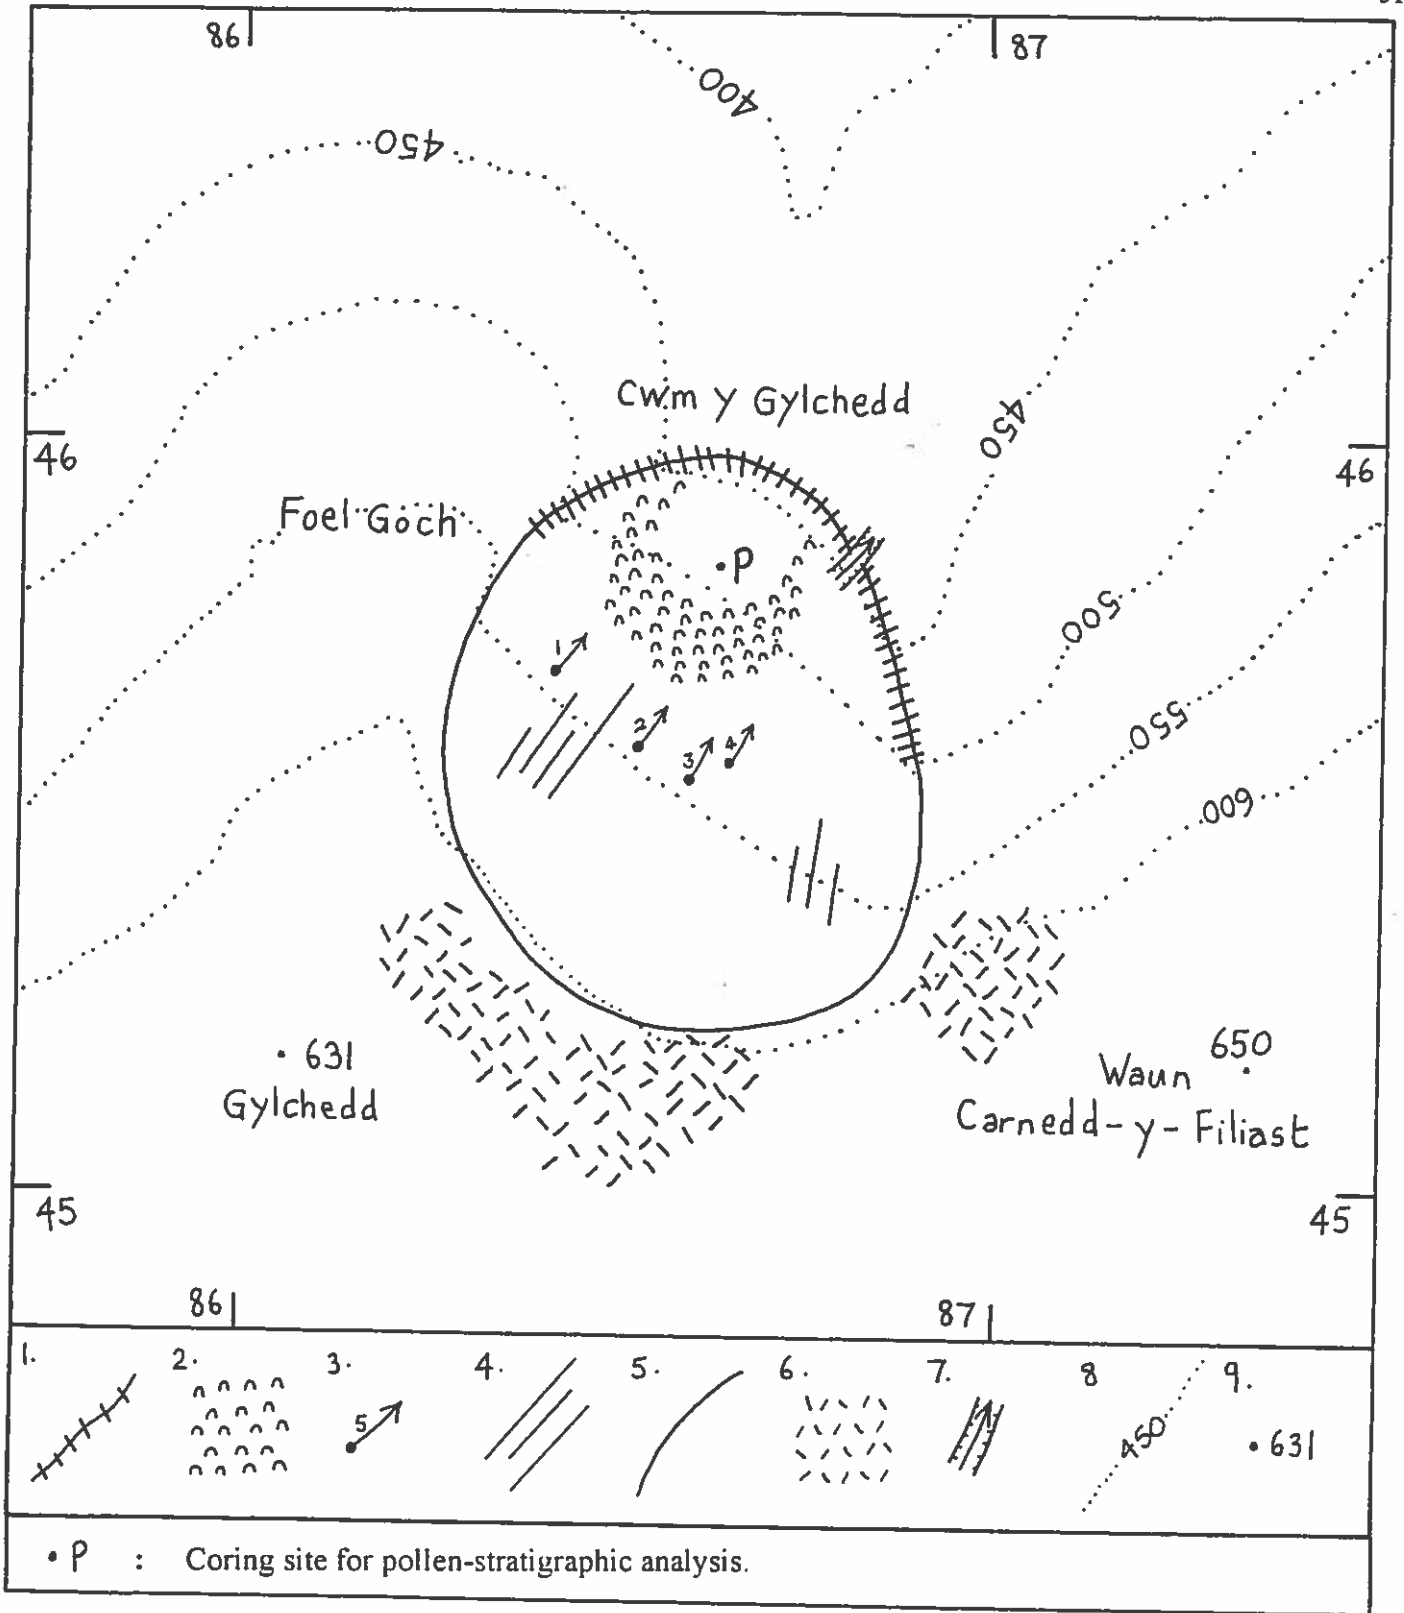 86
87
400
450
Cwm y Gylchedd
450
46
46
Foel Goch
P
500
1
2
3
4
550
600
631
Gylchedd
650
Waun
Carnedd-y-Filiast
45
45
86
87
1. 2. 3. 4. 5. 6. 7. 8 9.
5
450
631
• P : Coring site for pollen-stratigraphic analysis.